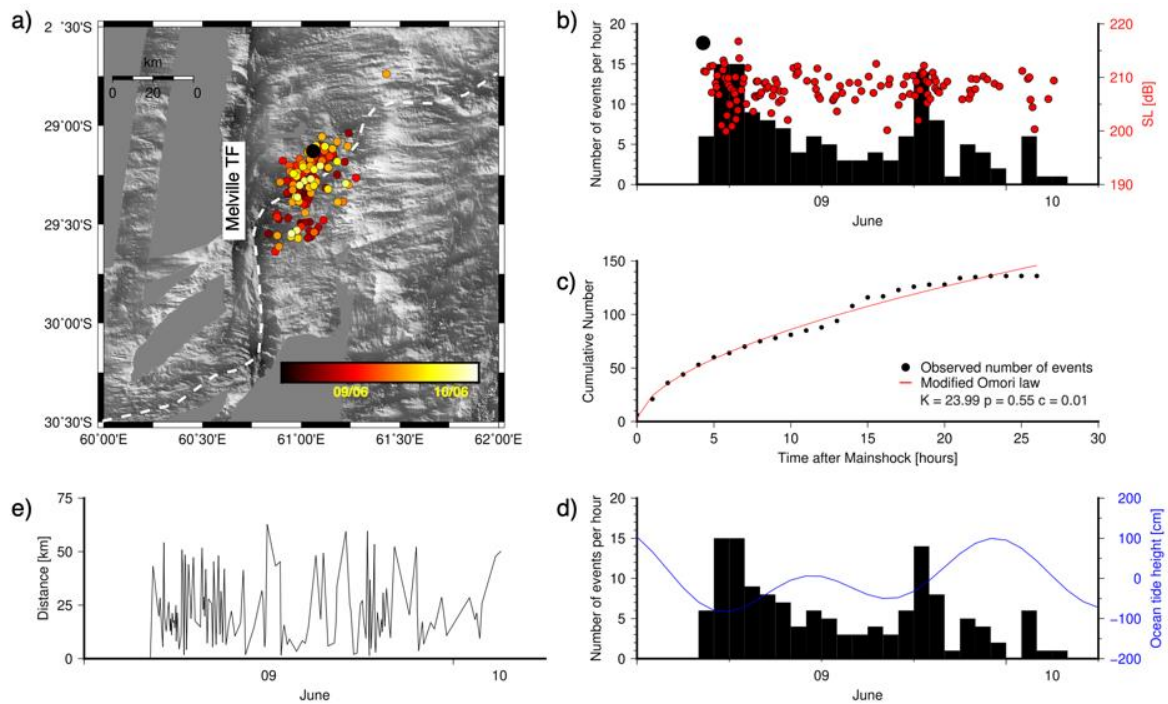 a)
2 30'S
29°00'S
29°30'S
30°00'S
30°30'S
60°00'E 60°30'E 61°00'E 61°30'E 62°00'E
km
0 20 0
Melville TF
09/06 10/06
b)
20
15
10
5
0
Number of events per hour
220
210
200
190
SL [dB]
09 10
June
c)
150
100
50
0
Cumulative Number
Observed number of events
Modified Omori law
K = 23.99 p = 0.55 c = 0.01
0 5 10 15 20 25 30
Time after Mainshock [hours]
e)
75
50
25
0
Distance [km]
09 10
June
d)
20
15
10
5
0
Number of events per hour
200
100
0
−100
−200
Ocean tide height [cm]
09 10
June